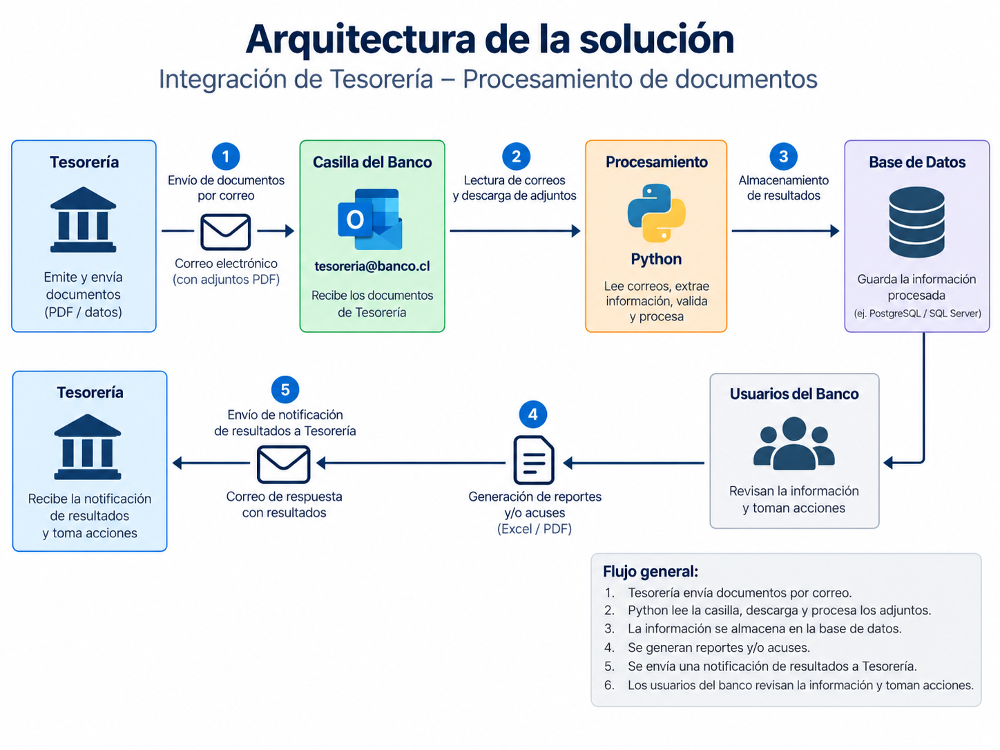 Arquitectura de la solución
Integración de Tesorería – Procesamiento de documentos
Tesorería
Emite y envía
documentos
(PDF / datos)
1
Envío de documentos
por correo
Correo electrónico
(con adjuntos PDF)
Casilla del Banco
O
tesoreria@banco.cl
Recibe los documentos
de Tesorería
2
Lectura de correos
y descarga de adjuntos
Procesamiento
Python
Lee correos, extrae
información, valida
y procesa
3
Almacenamiento
de resultados
Base de Datos
Guarda la información
procesada
(ej. PostgreSQL / SQL Server)
Usuarios del Banco
Revisan la información
y toman acciones
4
Generación de reportes
y/o acuses
(Excel / PDF)
5
Envío de notificación
de resultados a Tesorería
Correo de respuesta
con resultados
Tesorería
Recibe la notificación
de resultados
y toma acciones
Flujo general:
1. Tesorería envía documentos por correo.
2. Python lee la casilla, descarga y procesa los adjuntos.
3. La información se almacena en la base de datos.
4. Se generan reportes y/o acuses.
5. Se envía una notificación de resultados a Tesorería.
6. Los usuarios del banco revisan la información y toman acciones.